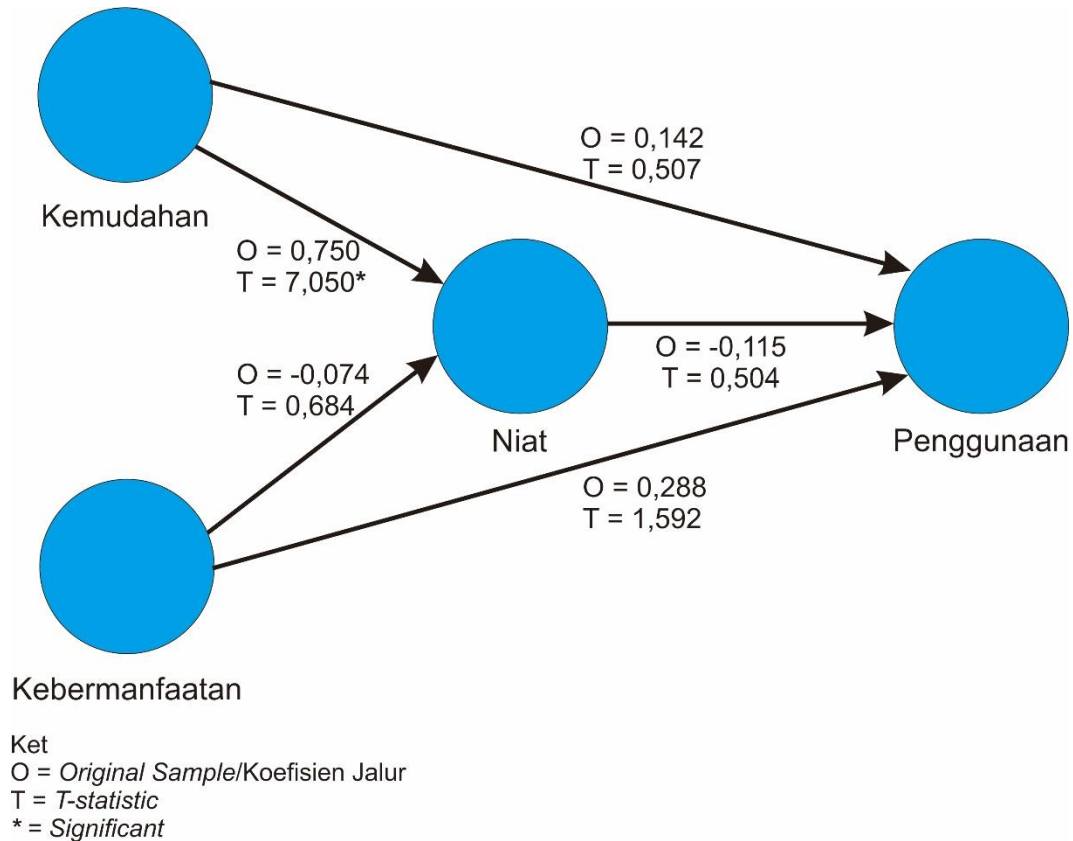 O = 0,142
T = 0,507
Kemudahan
O = 0,750
T = 7,050*
O = -0,115
T = 0,504
O = -0,074
T = 0,684
Niat
Penggunaan
O = 0,288
T = 1,592
Kebermanfaatan
Ket
O = Original Sample/Koefisien Jalur
T = T-statistic
* = Significant